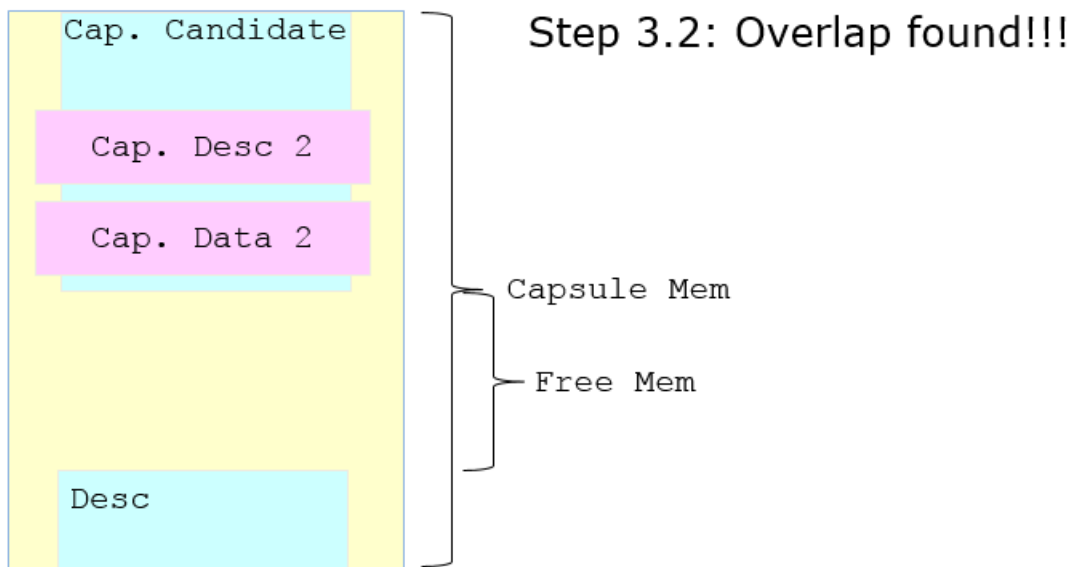 Cap. Candidate
Step 3.2: Overlap found!!!
Cap. Desc 2
Cap. Data 2
Capsule Mem
Free Mem
Desc